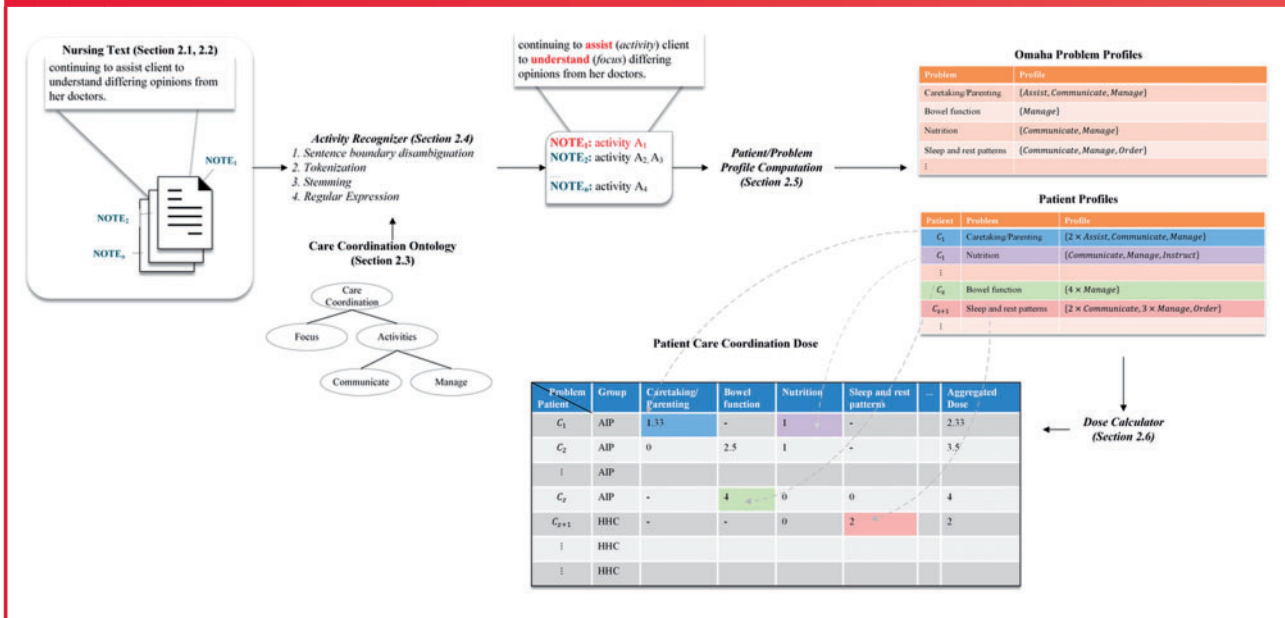 Nursing Text (Section 2.1, 2.2)
continuing to assist client to
understand differing opinions from
her doctors.
NOTE₁
NOTE₂
NOTEₙ
Activity Recognizer (Section 2.4)
1. Sentence boundary disambiguation
2. Tokenization
3. Stemming
4. Regular Expression
Care Coordination Ontology
(Section 2.3)
Care
Coordination
Focus
Activities
Communicate
Manage
continuing to assist (activity) client
to understand (focus) differing
opinions from her doctors.
NOTE₁: activity A₁
NOTE₂: activity A₂, A₃
...
NOTEₙ: activity A₄
Patient/Problem
Profile Computation
(Section 2.5)
Omaha Problem Profiles
Problem Profile
Caretaking/Parenting {Assist, Communicate, Manage}
Bowel function {Manage}
Nutrition {Communicate, Manage}
Sleep and rest patterns {Communicate, Manage, Order}
⋮
Patient Profiles
Patient Problem Profile
C₁ Caretaking/Parenting {2 × Assist, Communicate, Manage}
C₁ Nutrition {Communicate, Manage, Instruct}
⋮
C_z Bowel function {4 × Manage}
C_z+1 Sleep and rest patterns {2 × Communicate, 3 × Manage, Order}
⋮
Dose Calculator
(Section 2.6)
Patient Care Coordination Dose
Problem Group Caretaking/ Bowel Nutrition Sleep and rest ... Aggregated
Patient Parenting function patterns Dose
C₁ AIP 1.33 - 1 - 2.33
C₂ AIP 0 2.5 1 - 3.5
⋮ AIP
C_z AIP - 4 0 0 4
C_z+1 HHC - - 0 2 2
⋮ HHC
⋮ HHC